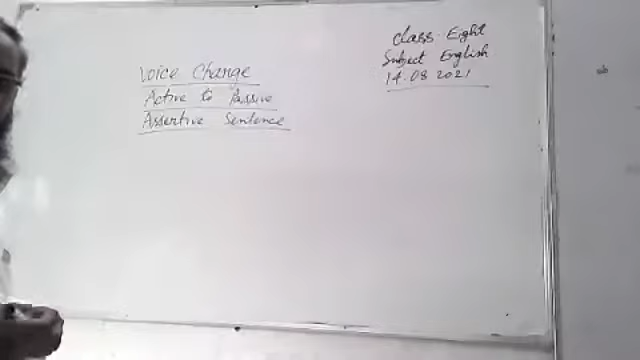 Voice Change
Active to Passive
Assertive Sentence
Class Eight
Subject English
14.08 2021